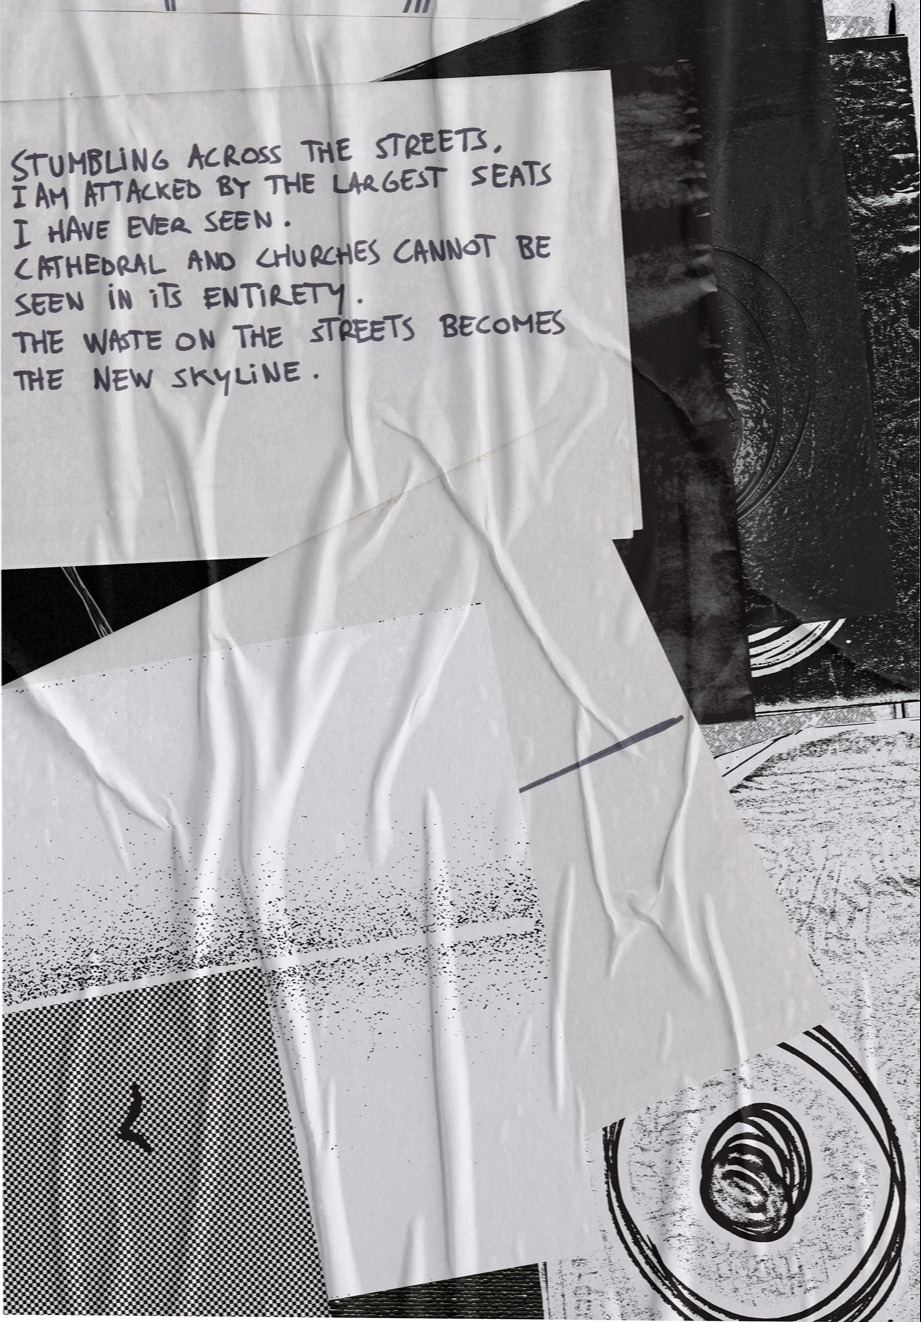 STUMBLING ACROSS THE STREETS,
I AM ATTACKED BY THE LARGEST SEATS
I HAVE EVER SEEN.
CATHEDRAL AND CHURCHES CANNOT BE
SEEN IN ITS ENTIRETY.
THE WASTE ON THE STREETS BECOMES
THE NEW SKYLINE.